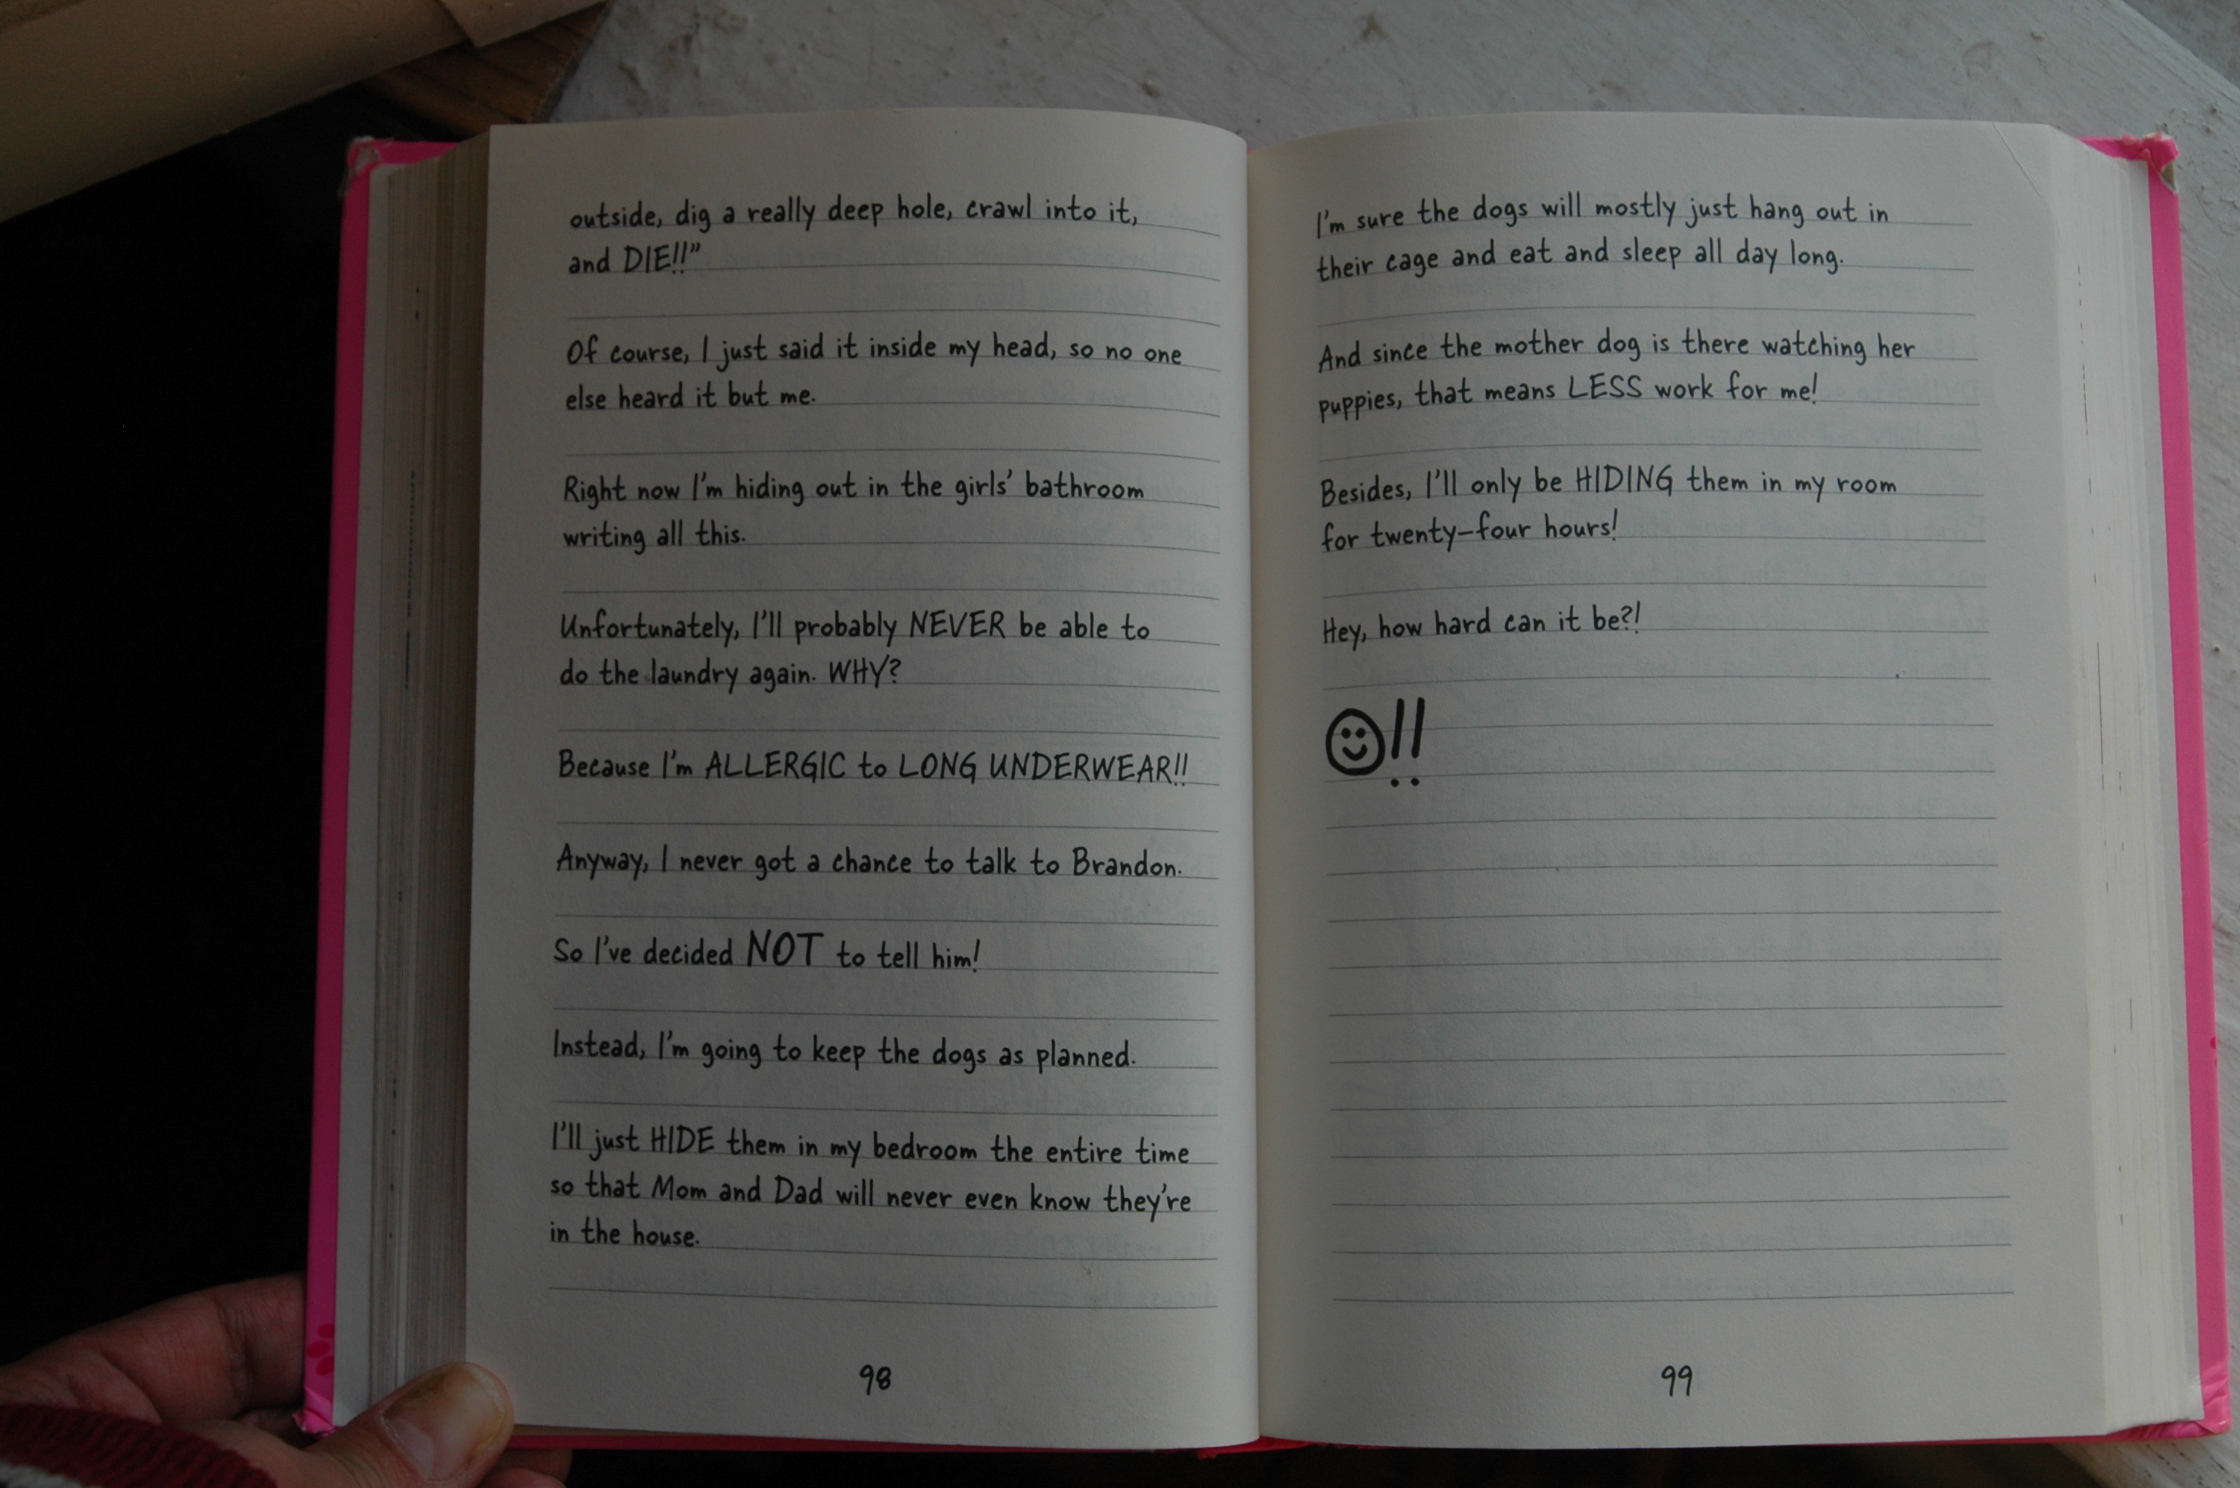 outside, dig a really deep hole, crawl into it,
and DIE!!”
Of course, I just said it inside my head, so no one
else heard it but me.
Right now I’m hiding out in the girls’ bathroom
writing all this.
Unfortunately, I’ll probably NEVER be able to
do the laundry again. WHY?
Because I’m ALLERGIC to LONG UNDERWEAR!!
Anyway, I never got a chance to talk to Brandon.
So I’ve decided NOT to tell him!
Instead, I’m going to keep the dogs as planned.
I’ll just HIDE them in my bedroom the entire time
so that Mom and Dad will never even know they’re
in the house.
98
I’m sure the dogs will mostly just hang out in
their cage and eat and sleep all day long.
And since the mother dog is there watching her
puppies, that means LESS work for me!
Besides, I’ll only be HIDING them in my room
for twenty-four hours!
Hey, how hard can it be?!
☺!!
99